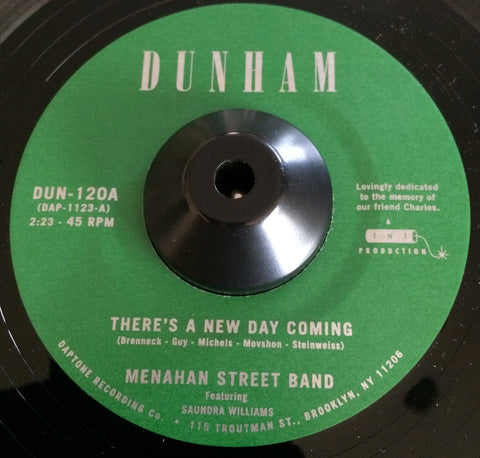 DUNHAM
DUN-120A
(DAP-1123-A)
2:23 - 45 RPM
Lovingly dedicated
to the memory of
our friend Charles.
&
T.N.T
PRODUCTION
THERE'S A NEW DAY COMING
(Brenneck - Guy - Michels - Movshon - Steinweiss)
MENAHAN STREET BAND
Featuring
SAUNDRA WILLIAMS
DAPTONE RECORDING Co. • 115 TROUTMAN ST., BROOKLYN, NY 11206